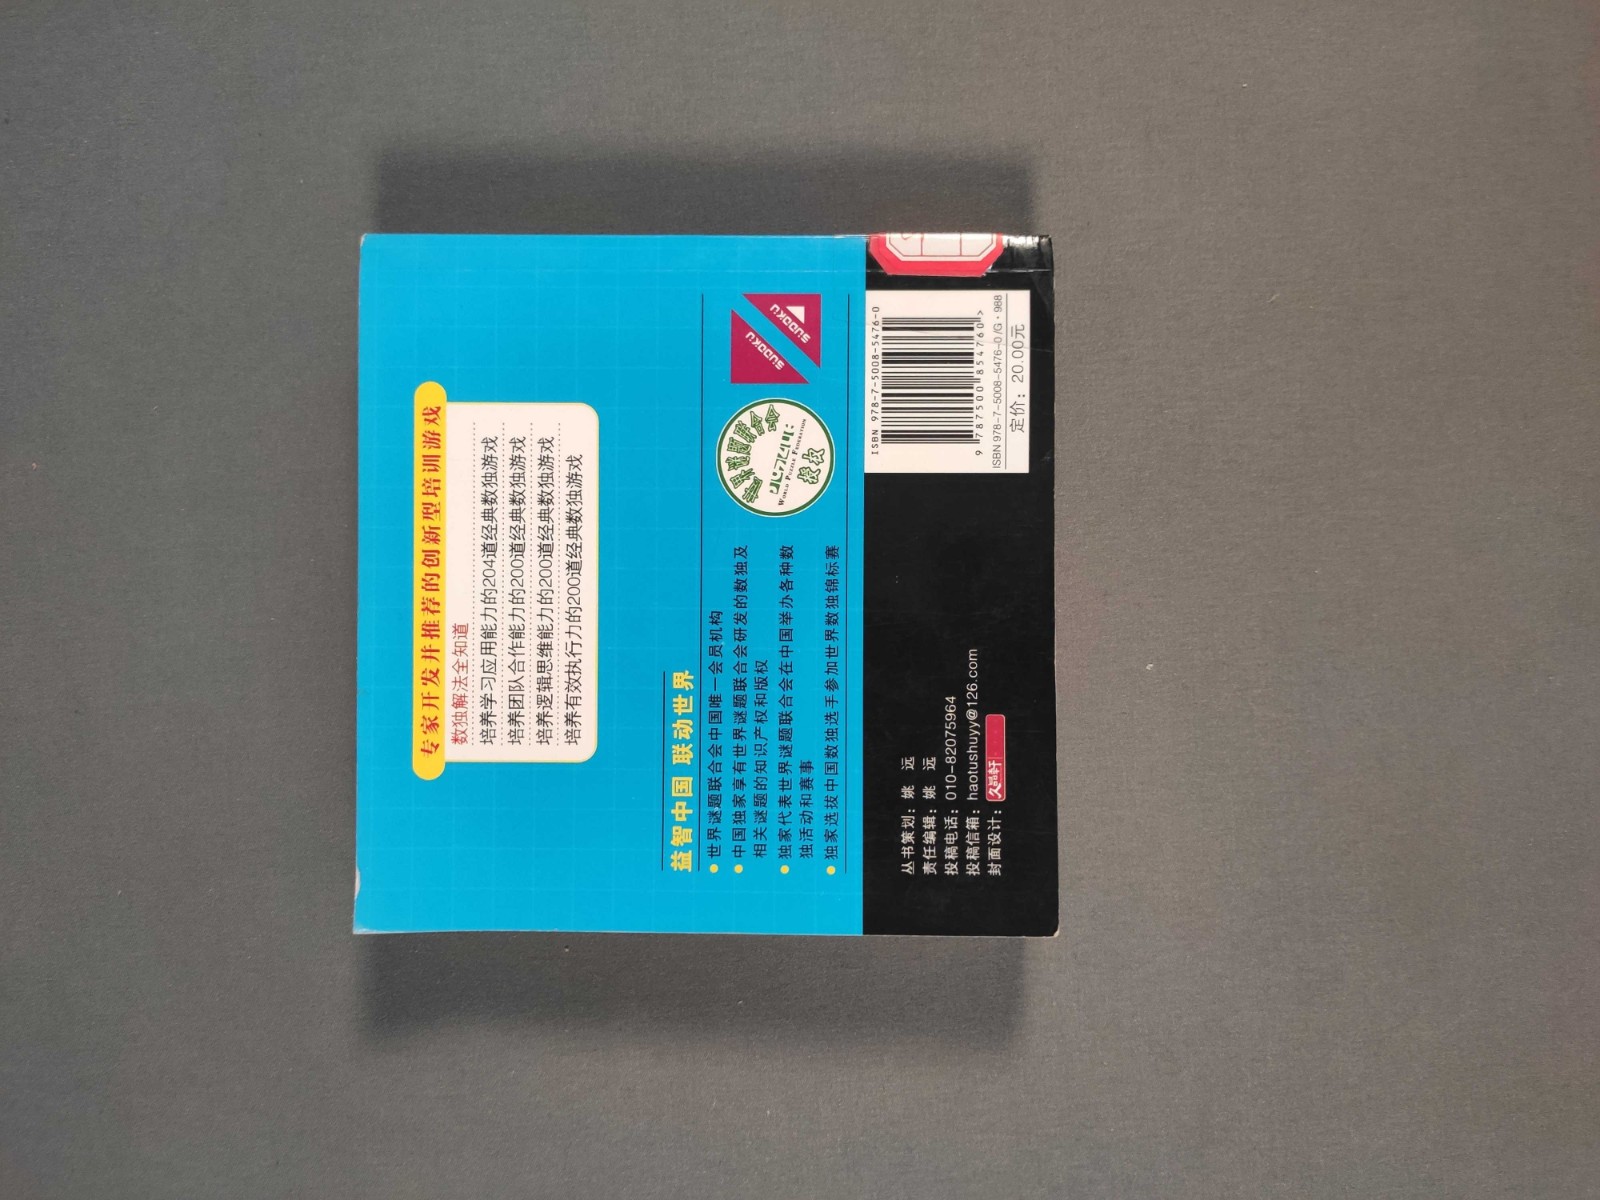 专家开发并推荐的创新型培训游戏
数独解法全知道
培养学习应用能力的204道经典数独游戏
培养团队合作能力的200道经典数独游戏
培养逻辑思维能力的200道经典数独游戏
培养有效执行力的200道经典数独游戏
益智中国 联动世界
●世界谜题联合会中国唯一会员机构
●中国独家享有世界谜题联合会研发的数独及
相关谜题的知识产权和版权
●独家代表世界谜题联合会在中国举办各种数
独活动和赛事
●独家选拔中国数独选手参加世界数独锦标赛
世界谜题联合会
WORLD PUZZLE FEDERATION
授权
SUDOKU
SUDOKU
丛书策划：姚 远
责任编辑：姚 远
投稿电话：010-82075964
投稿信箱：haotushuyy@126.com
封面设计：
ISBN 978-7-5008-5476-0
9 787500 854760 >
ISBN 978-7-5008-5476-0/G·988
定价：20.00元